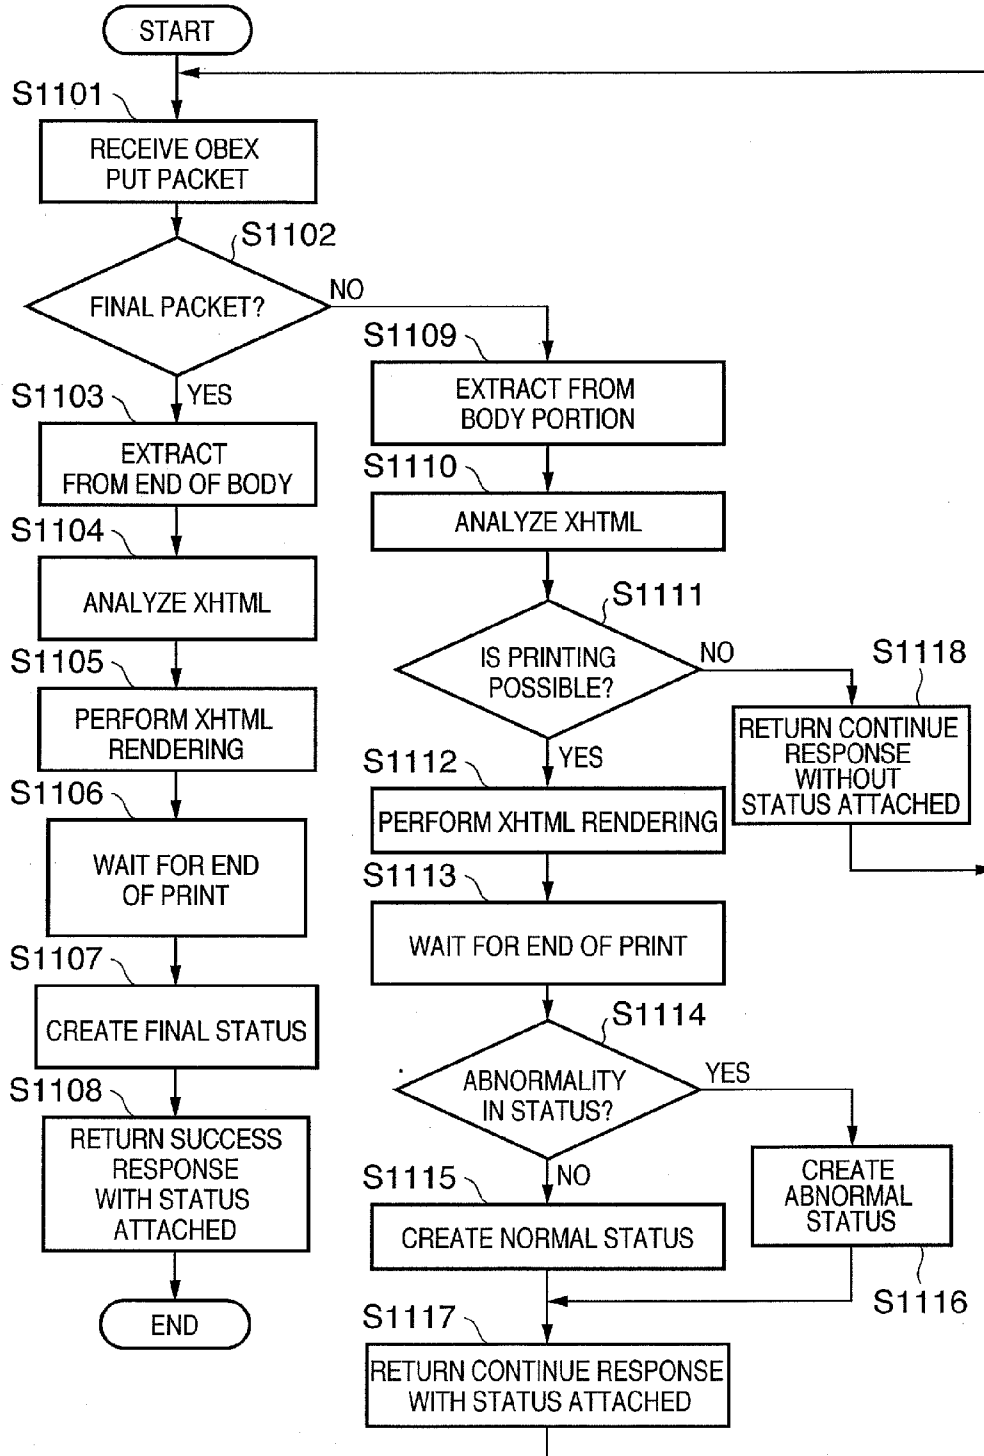 START
S1101
RECEIVE OBEX
PUT PACKET
S1102
FINAL PACKET?
NO
YES
S1103
EXTRACT
FROM END OF BODY
S1104
ANALYZE XHTML
S1105
PERFORM XHTML
RENDERING
S1106
WAIT FOR END
OF PRINT
S1107
CREATE FINAL STATUS
S1108
RETURN SUCCESS
RESPONSE
WITH STATUS
ATTACHED
END
S1109
EXTRACT FROM
BODY PORTION
S1110
ANALYZE XHTML
S1111
IS PRINTING
POSSIBLE?
NO
YES
S1118
RETURN CONTINUE
RESPONSE
WITHOUT
STATUS ATTACHED
S1112
PERFORM XHTML RENDERING
S1113
WAIT FOR END OF PRINT
S1114
ABNORMALITY
IN STATUS?
YES
NO
S1115
CREATE NORMAL STATUS
CREATE
ABNORMAL
STATUS
S1116
S1117
RETURN CONTINUE RESPONSE
WITH STATUS ATTACHED